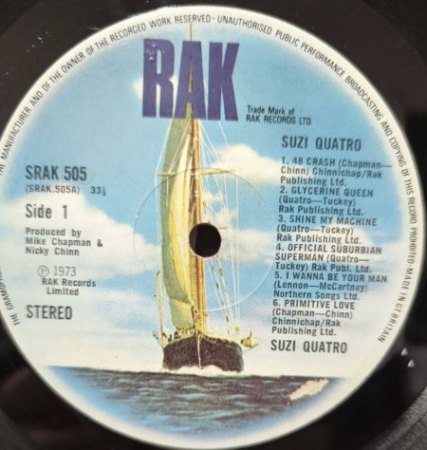 THE MANUFACTURER AND OF THE OWNER OF THE RECORDED WORK RESERVED - UNAUTHORISED PUBLIC PERFORMANCE BROADCASTING AND COPYING OF THIS RECORD PROHIBITED-MADE IN GT BRITAIN
RAK
Trade Mark of
RAK RECORDS LTD.
SRAK 505
(SRAK.505A) 33⅓
Side 1
Produced by
Mike Chapman &
Nicky Chinn
Ⓟ 1973
RAK Records
Limited
STEREO
SUZI QUATRO
1. 48 CRASH (Chapman—
Chinn) Chinnichap/Rak
Publishing Ltd.
2. GLYCERINE QUEEN
(Quatro—Tuckey)
Rak Publishing Ltd.
3. SHINE MY MACHINE
(Quatro—Tuckey)
Rak Publishing Ltd.
4. OFFICIAL SUBURBIAN
SUPERMAN (Quatro—
Tuckey) Rak Publ. Ltd.
5. I WANNA BE YOUR MAN
(Lennon—McCartney)
Northern Songs Ltd.
6. PRIMITIVE LOVE
(Chapman—Chinn)
Chinnichap/Rak
Publishing Ltd.
SUZI QUATRO